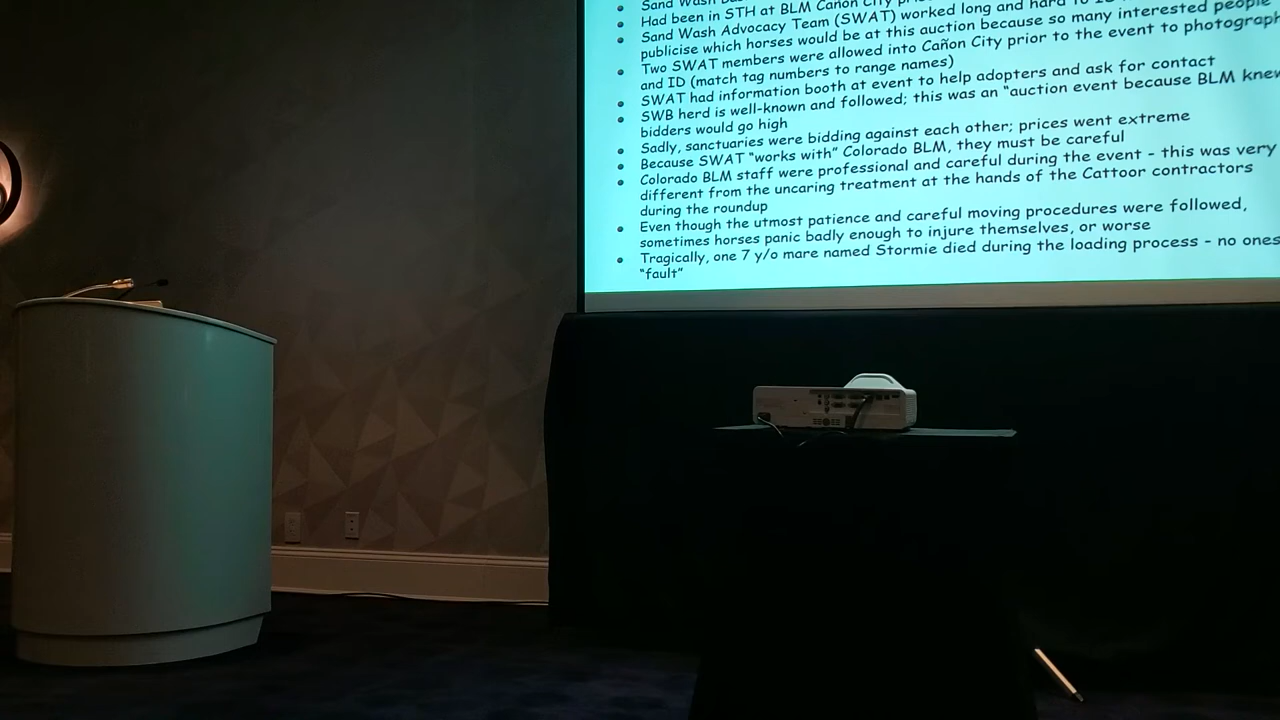 Sand Wash
Had been in STH at BLM Cañon City
Sand Wash Advocacy Team (SWAT) worked long and hard to ID
publicise which horses would be at this auction because so many interested people
Two SWAT members were allowed into Cañon City prior to the event to photograph
and ID (match tag numbers to range names)
SWAT had information booth at event to help adopters and ask for contact
SWB herd is well-known and followed; this was an “auction event because BLM knew
bidders would go high
Sadly, sanctuaries were bidding against each other; prices went extreme
Because SWAT “works with” Colorado BLM, they must be careful
Colorado BLM staff were professional and careful during the event - this was very
different from the uncaring treatment at the hands of the Cattoor contractors
during the roundup
Even though the utmost patience and careful moving procedures were followed,
sometimes horses panic badly enough to injure themselves, or worse
Tragically, one 7 y/o mare named Stormie died during the loading process - no ones
“fault”